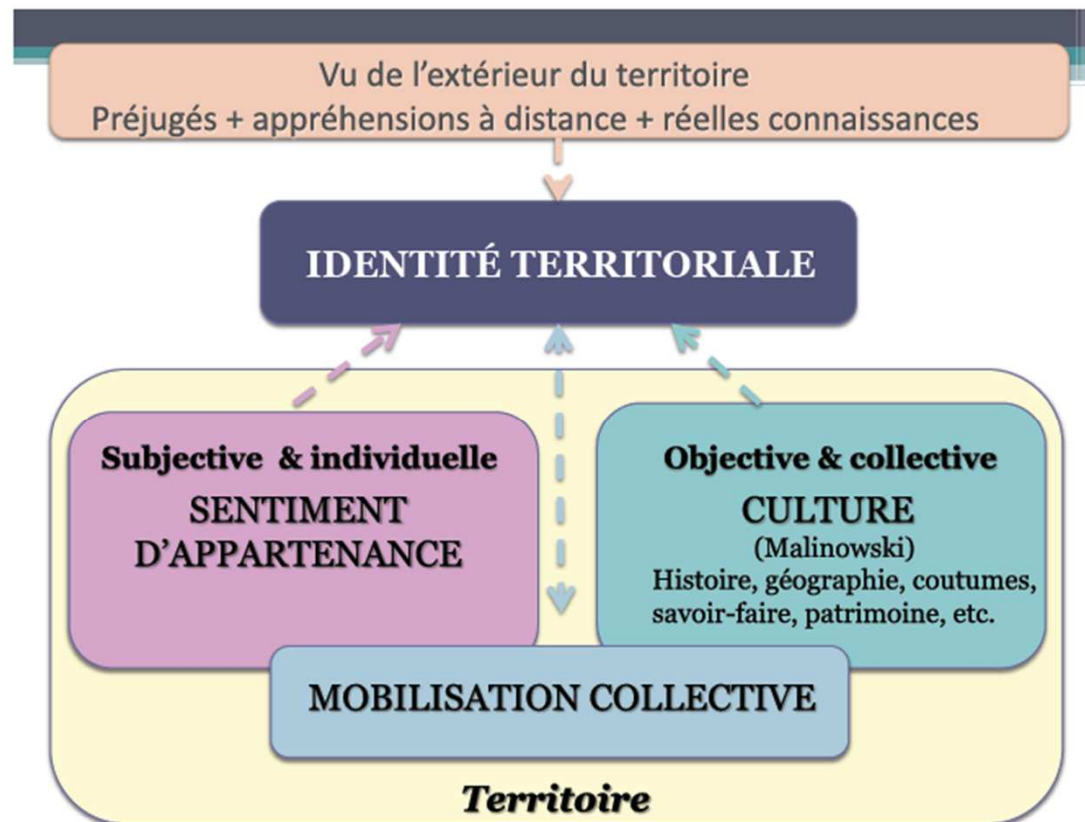 Vu de l’extérieur du territoire
Préjugés + appréhensions à distance + réelles connaissances
IDENTITÉ TERRITORIALE
Subjective & individuelle
SENTIMENT
D’APPARTENANCE
Objective & collective
CULTURE
(Malinowski)
Histoire, géographie, coutumes,
savoir-faire, patrimoine, etc.
MOBILISATION COLLECTIVE
Territoire